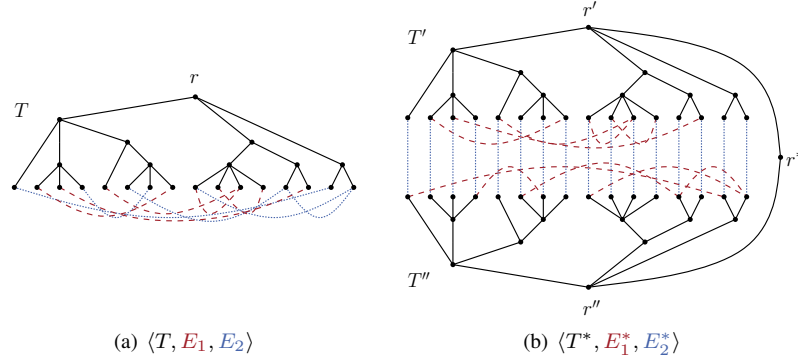 r
T
r′
T′
r*
T″
r″
(a) ⟨T, E₁, E₂⟩
(b) ⟨T*, E₁*, E₂*⟩